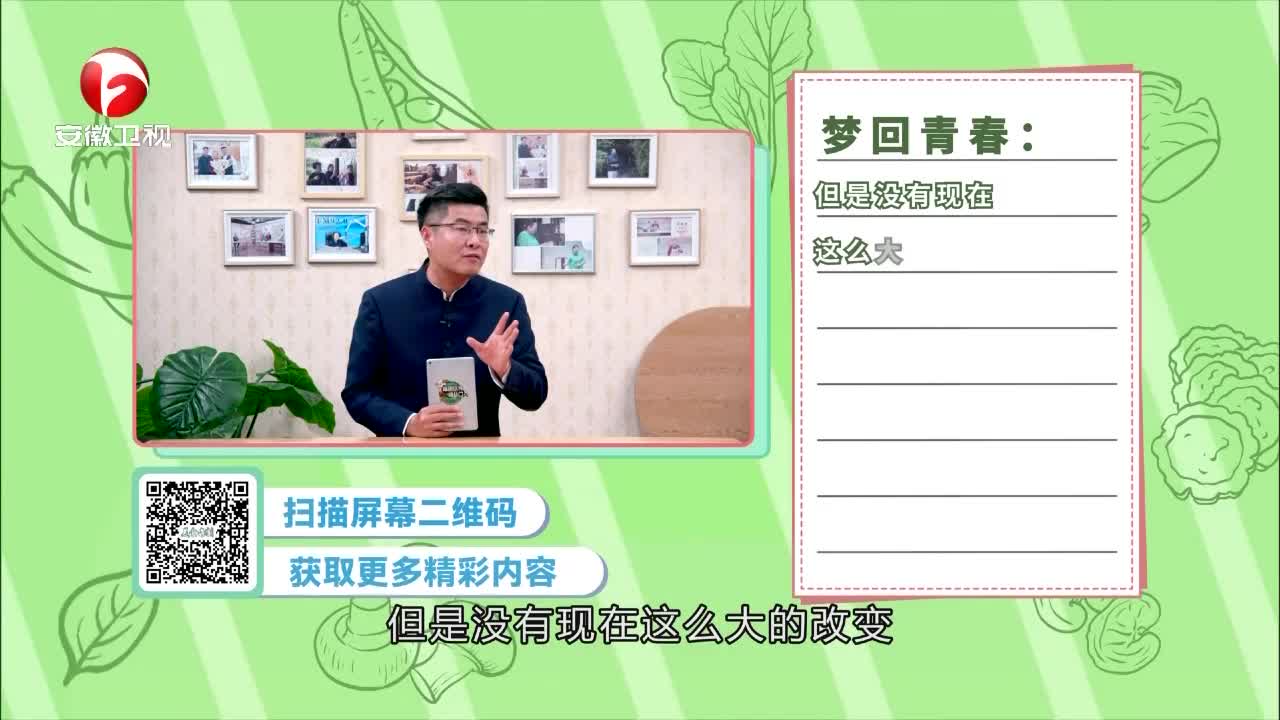 安徽卫视
梦回青春：
但是没有现在
这么大
扫描屏幕二维码
获取更多精彩内容
但是没有现在这么大的改变